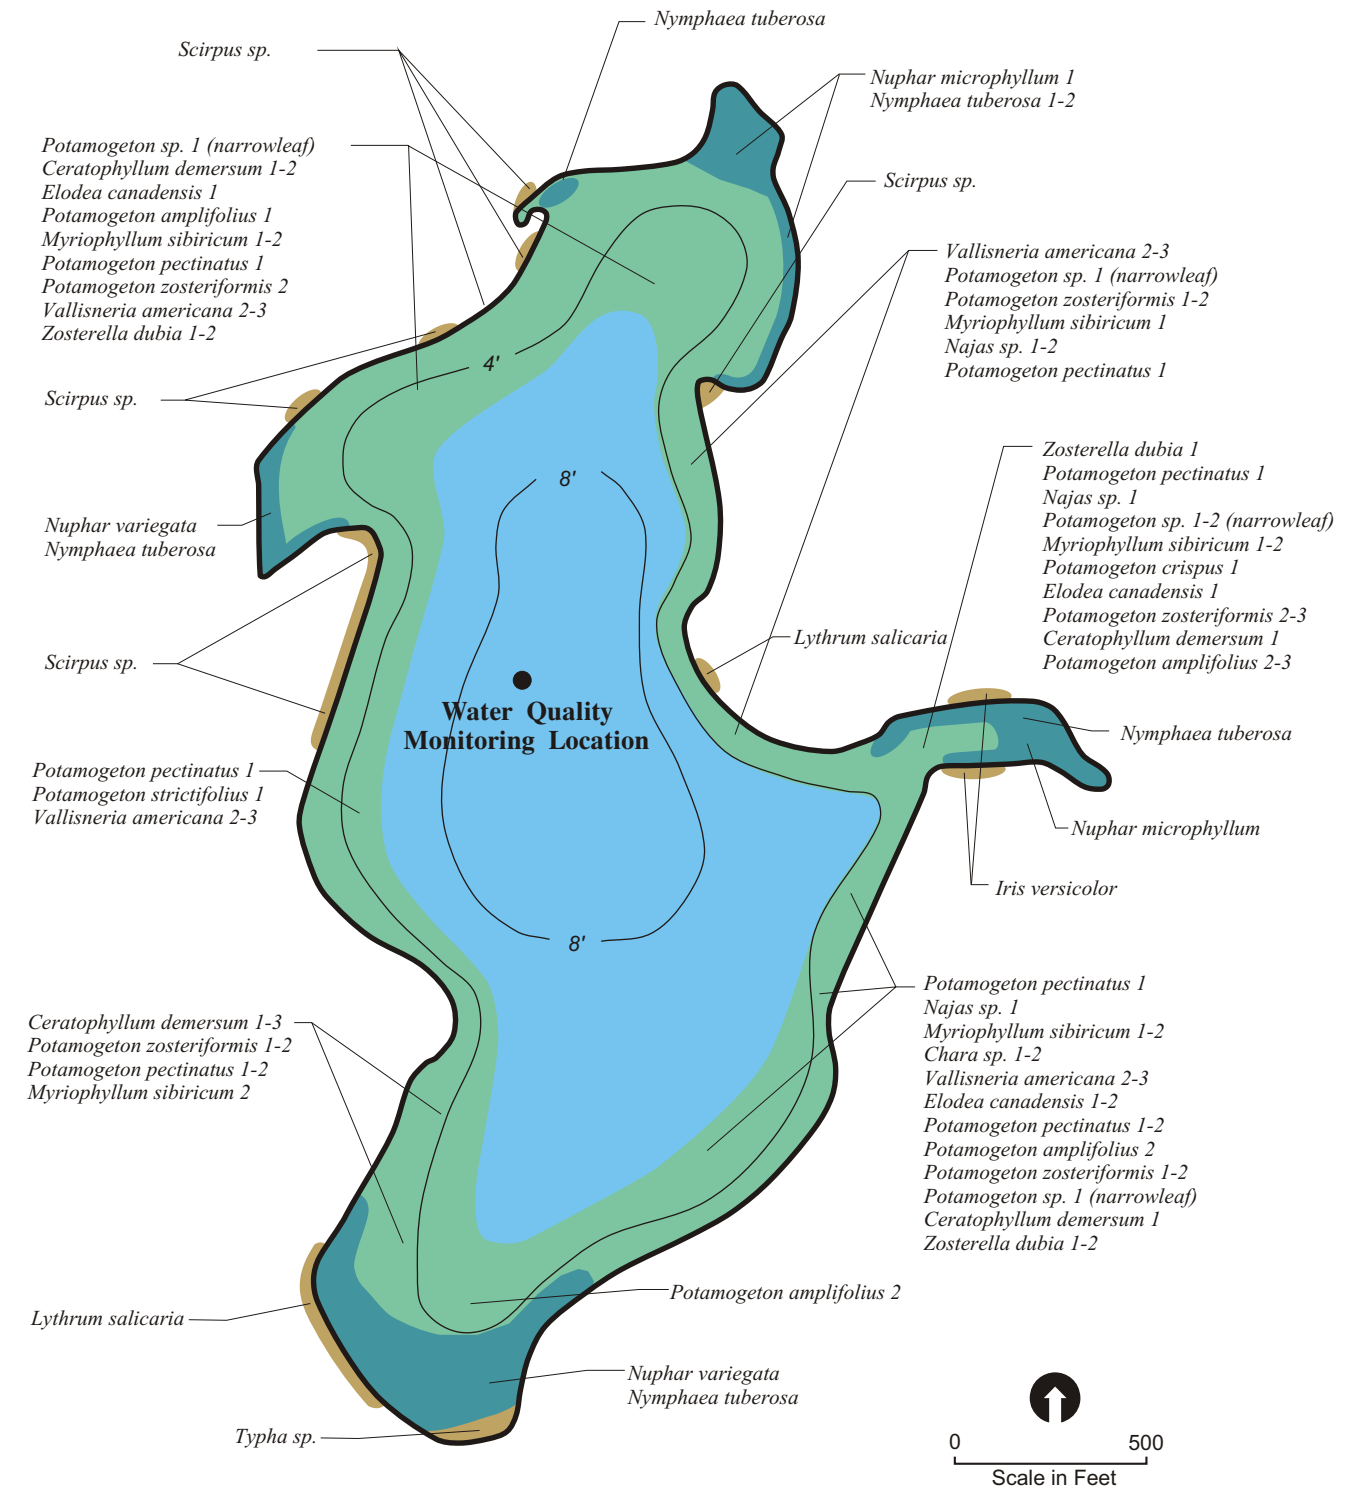 Nymphaea tuberosa
Scirpus sp.
Nuphar microphyllum 1
Nymphaea tuberosa 1-2
Potamogeton sp. 1 (narrowleaf)
Ceratophyllum demersum 1-2
Elodea canadensis 1
Potamogeton amplifolius 1
Myriophyllum sibiricum 1-2
Potamogeton pectinatus 1
Potamogeton zosteriformis 2
Vallisneria americana 2-3
Zosterella dubia 1-2
Scirpus sp.
Vallisneria americana 2-3
Potamogeton sp. 1 (narrowleaf)
Potamogeton zosteriformis 1-2
Myriophyllum sibiricum 1
Najas sp. 1-2
Potamogeton pectinatus 1
4'
Scirpus sp.
Zosterella dubia 1
Potamogeton pectinatus 1
Najas sp. 1
Potamogeton sp. 1-2 (narrowleaf)
Myriophyllum sibiricum 1-2
Potamogeton crispus 1
Elodea canadensis 1
Potamogeton zosteriformis 2-3
Ceratophyllum demersum 1
Potamogeton amplifolius 2-3
8'
Nuphar variegata
Nymphaea tuberosa
Lythrum salicaria
Scirpus sp.
Water Quality
Monitoring Location
Nymphaea tuberosa
Potamogeton pectinatus 1
Potamogeton strictifolius 1
Vallisneria americana 2-3
Nuphar microphyllum
Iris versicolor
8'
Potamogeton pectinatus 1
Najas sp. 1
Myriophyllum sibiricum 1-2
Chara sp. 1-2
Vallisneria americana 2-3
Elodea canadensis 1-2
Potamogeton pectinatus 1-2
Potamogeton amplifolius 2
Potamogeton zosteriformis 1-2
Potamogeton sp. 1 (narrowleaf)
Ceratophyllum demersum 1
Zosterella dubia 1-2
Ceratophyllum demersum 1-3
Potamogeton zosteriformis 1-2
Potamogeton pectinatus 1-2
Myriophyllum sibiricum 2
Potamogeton amplifolius 2
Lythrum salicaria
Nuphar variegata
Nymphaea tuberosa
Typha sp.
0 500
Scale in Feet